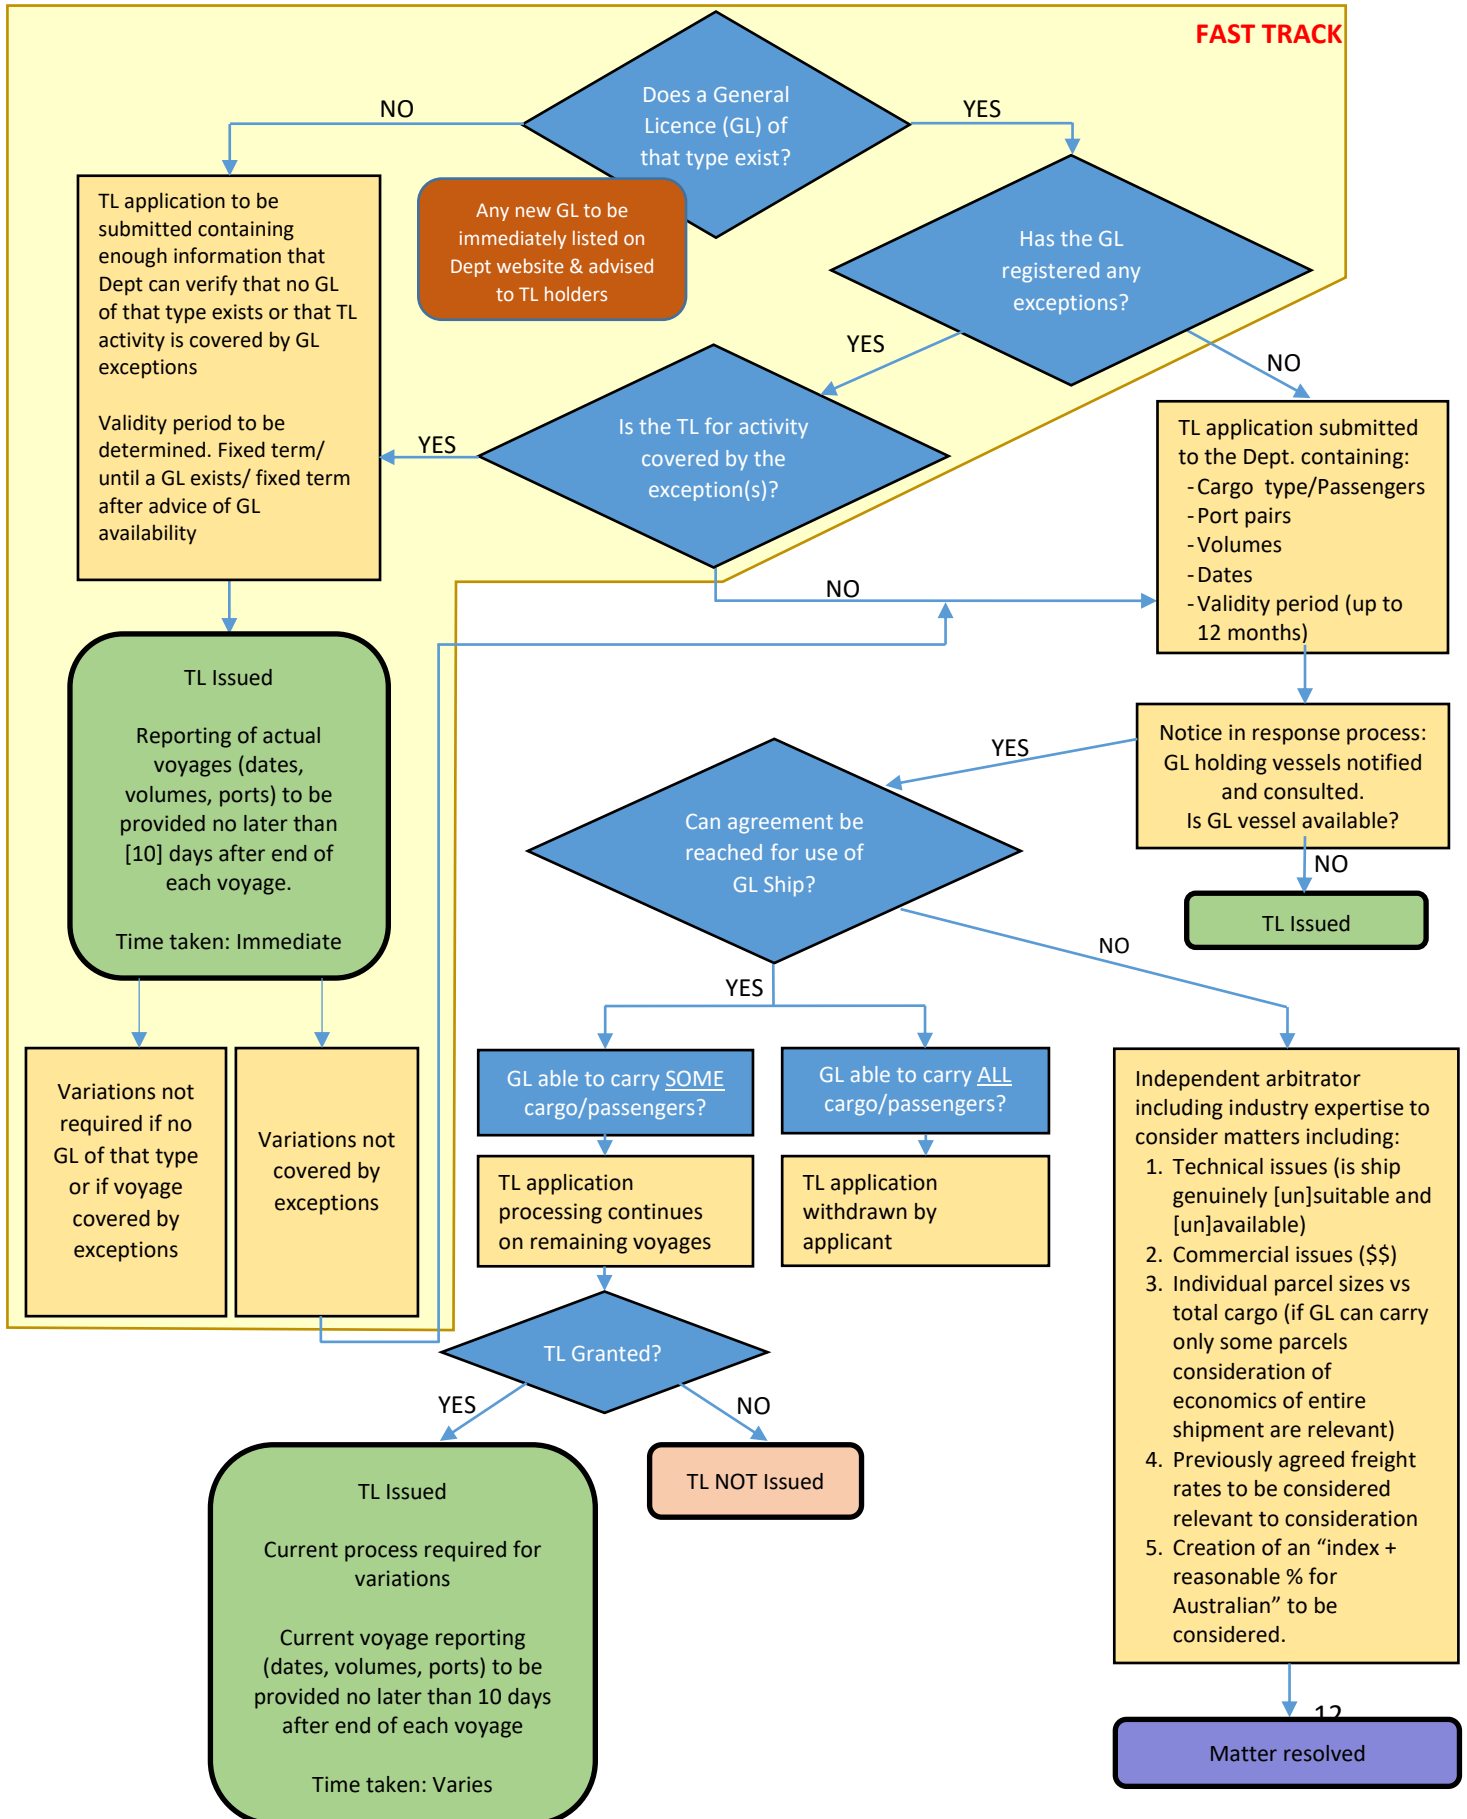 FAST TRACK
Does a General
Licence (GL) of
that type exist?
NO
YES
TL application to be
submitted containing
enough information that
Dept can verify that no GL
of that type exists or that TL
activity is covered by GL
exceptions
Validity period to be
determined. Fixed term/
until a GL exists/ fixed term
after advice of GL
availability
Any new GL to be
immediately listed on
Dept website & advised
to TL holders
Has the GL
registered any
exceptions?
YES
NO
Is the TL for activity
covered by the
exception(s)?
YES
NO
TL application submitted
to the Dept. containing:
- Cargo type/Passengers
- Port pairs
- Volumes
- Dates
- Validity period (up to
12 months)
TL Issued
Reporting of actual
voyages (dates,
volumes, ports) to be
provided no later than
[10] days after end of
each voyage.
Time taken: Immediate
Notice in response process:
GL holding vessels notified
and consulted.
Is GL vessel available?
YES
NO
TL Issued
Can agreement be
reached for use of
GL Ship?
NO
YES
Variations not
required if no
GL of that type
or if voyage
covered by
exceptions
Variations not
covered by
exceptions
GL able to carry SOME
cargo/passengers?
GL able to carry ALL
cargo/passengers?
TL application
processing continues
on remaining voyages
TL application
withdrawn by
applicant
Independent arbitrator
including industry expertise to
consider matters including:
1. Technical issues (is ship
genuinely [un]suitable and
[un]available)
2. Commercial issues ($$)
3. Individual parcel sizes vs
total cargo (if GL can carry
only some parcels
consideration of
economics of entire
shipment are relevant)
4. Previously agreed freight
rates to be considered
relevant to consideration
5. Creation of an “index +
reasonable % for
Australian” to be
considered.
TL Granted?
YES
NO
TL NOT Issued
TL Issued
Current process required for
variations
Current voyage reporting
(dates, volumes, ports) to be
provided no later than 10 days
after end of each voyage
Time taken: Varies
12
Matter resolved